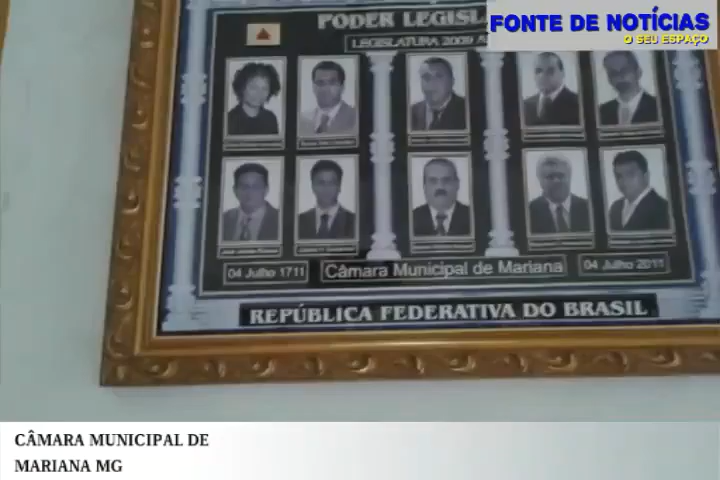 PODER LEGISL
FONTE DE NOTÍCIAS
O SEU ESPAÇO
LEGISLATURA 2009 A
04 Julho 1711
Câmara Municipal de Mariana
04 Julho 2011
REPÚBLICA FEDERATIVA DO BRASIL
CÂMARA MUNICIPAL DE
MARIANA MG